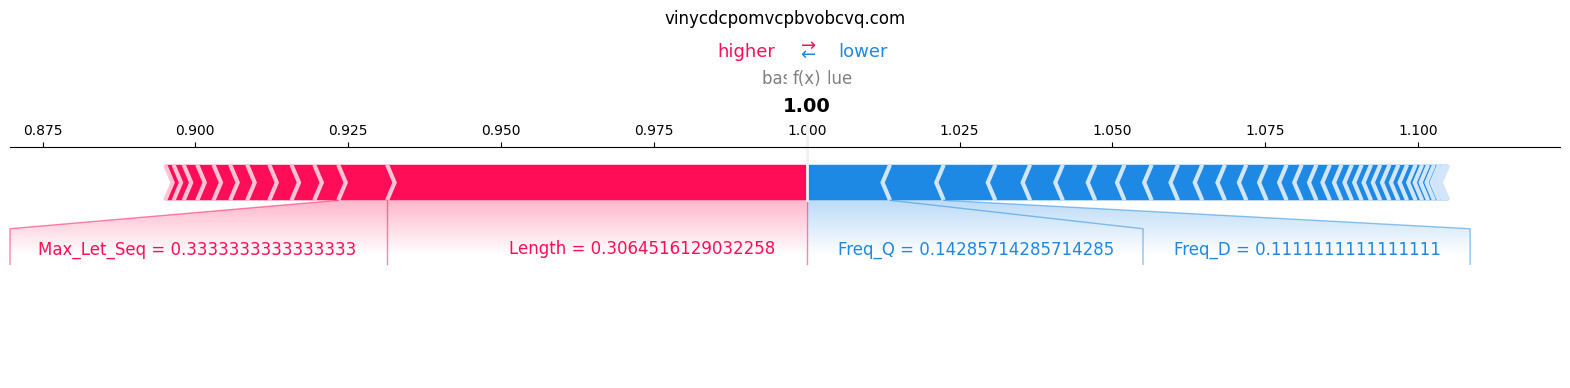 vinycdcpomvcpbvobcvq.com
higher lower
f(x)
1.00
0.875 0.900 0.925 0.950 0.975 1.000 1.025 1.050 1.075 1.100
Max_Let_Seq = 0.3333333333333333 Length = 0.3064516129032258 Freq_Q = 0.14285714285714285 Freq_D = 0.1111111111111111